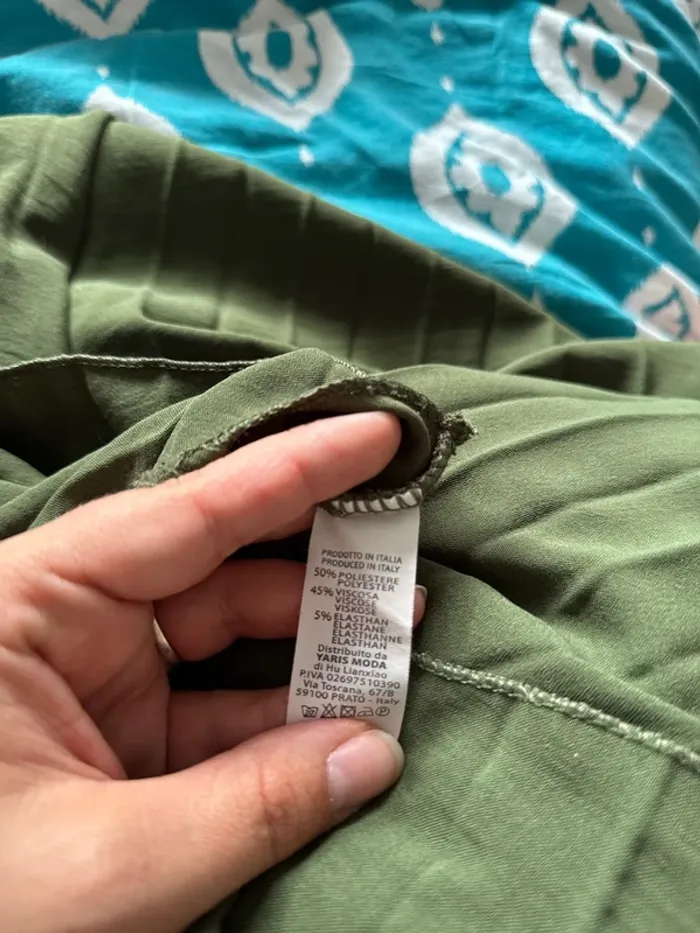 PRODOTTO IN ITALIA
PRODUCED IN ITALY
50% POLIESTERE
POLYESTER
45% VISCOSA
VISCOSE
VISKOSE
5% ELASTHAN
ELASTANE
ELASTHANNE
ELASTHAN
Distribuito da
YARIS MODA
di Hu Lianxiao
P.IVA 02697510390
Via Toscana, 67/B
59100 PRATO - Italy